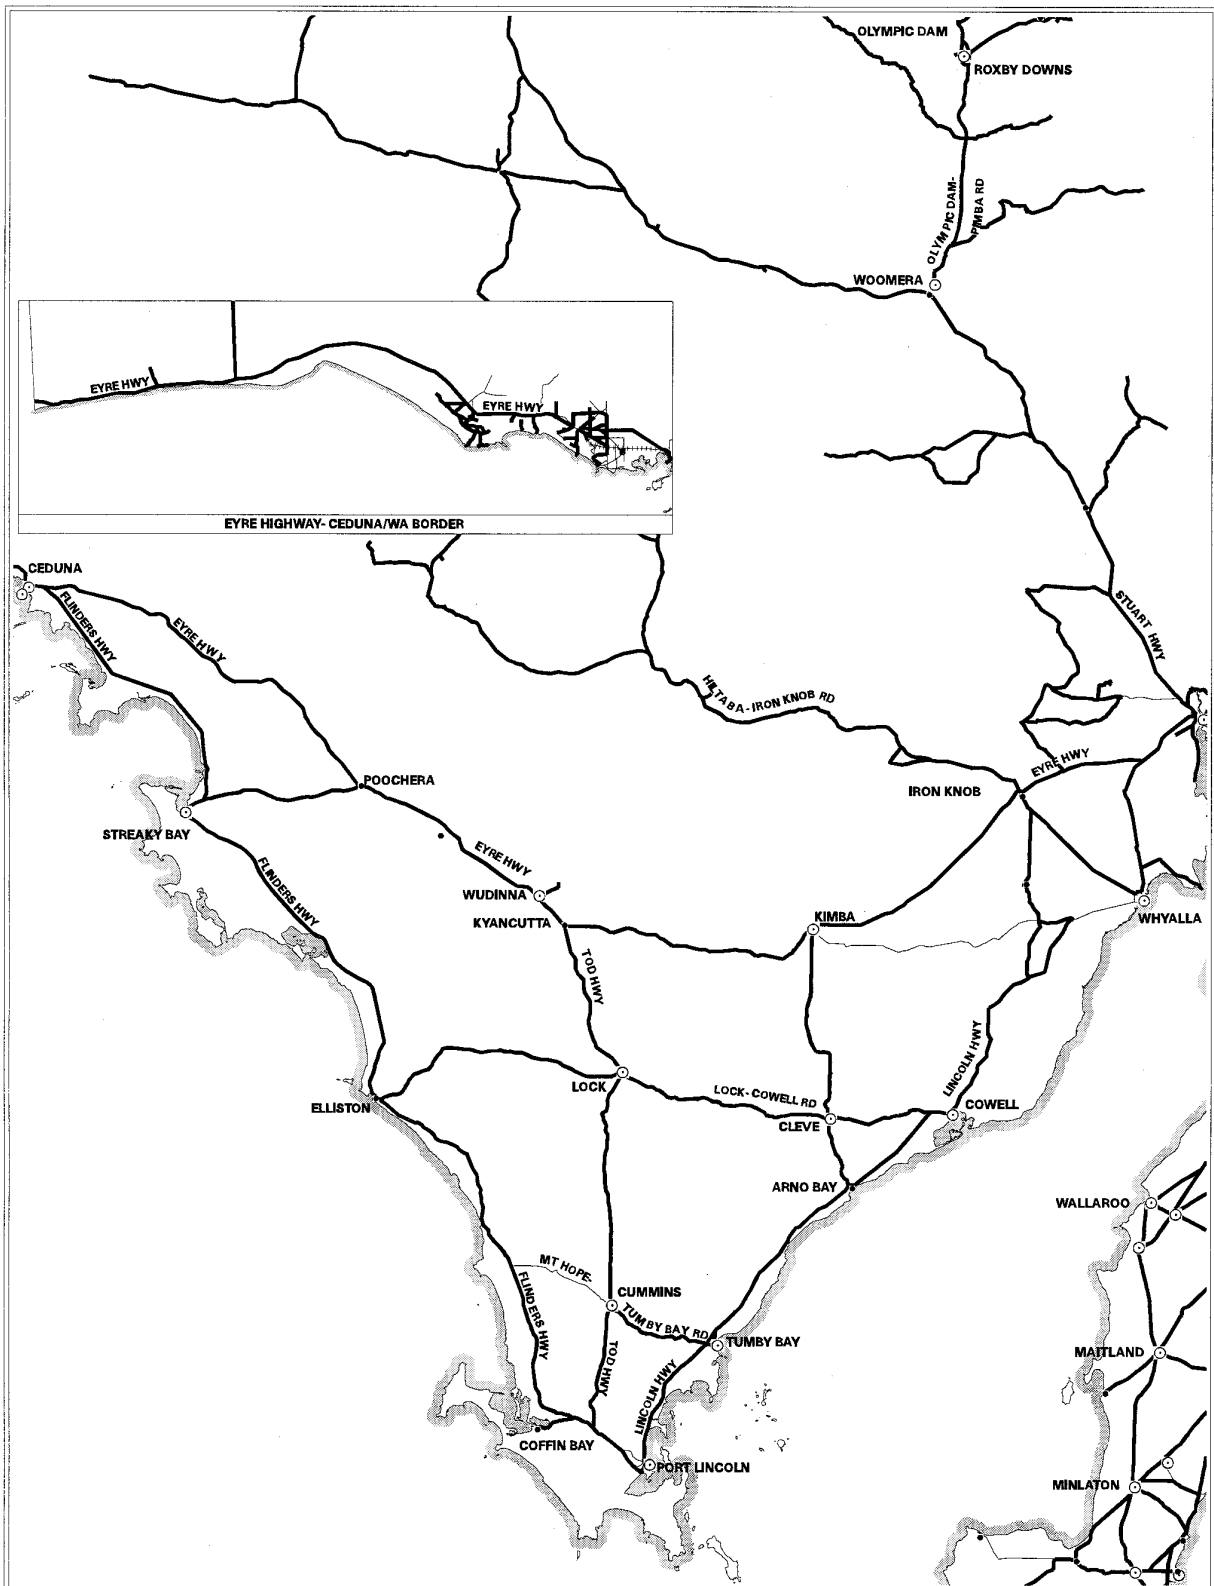 OLYMPIC DAM
ROXBY DOWNS
OLYMPIC DAM-
PIMBA RD
WOOMERA
EYRE HWY
EYRE HWY
EYRE HIGHWAY- CEDUNA/WA BORDER
CEDUNA
FLINDERS HWY
EYRE HWY
STUART HWY
HILTABA - IRON KNOB RD
EYRE HWY
POOCHERA
IRON KNOB
STREAKY BAY
EYRE HWY
FLINDERS HWY
WUDINNA
KYANCUTTA
KIMBA
WHYALLA
TOD HWY
LINCOLN HWY
LOCK
LOCK - COWELL RD
ELLISTON
COWELL
CLEVE
ARNO BAY
WALLAROO
MT HOPE-
FLINDERS HWY
CUMMINS
TUMBY BAY RD
TUMBY BAY
TOD HWY
LINCOLN HWY
MAITLAND
COFFIN BAY
PORT LINCOLN
MINLATON